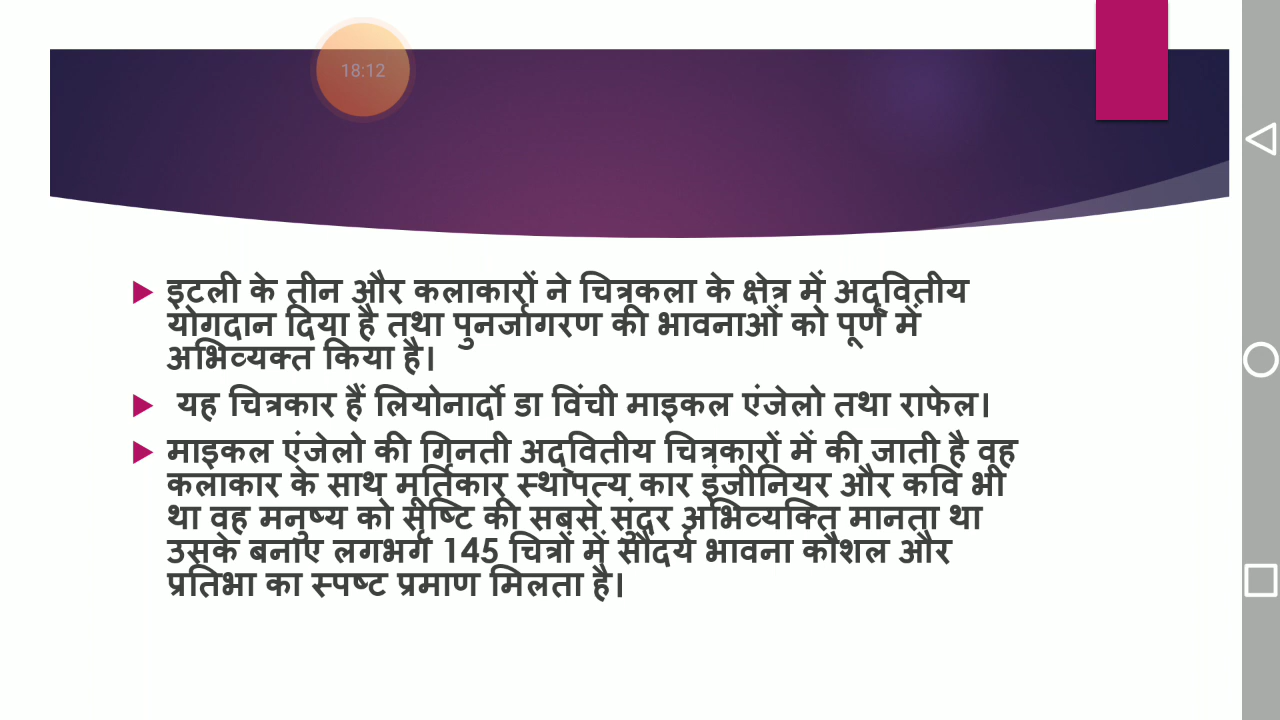 18:12
इटली के तीन और कलाकारों ने चित्रकला के क्षेत्र में अद्वितीय
योगदान दिया है तथा पुनर्जागरण की भावनाओं को पूर्ण में
अभिव्यक्त किया है।
यह चित्रकार हैं लियोनार्दो डा विंची माइकल एंजेलो तथा राफेल।
माइकल एंजेलो की गिनती अद्वितीय चित्रकारों में की जाती है वह
कलाकार के साथ मूर्तिकार स्थापत्य कार इंजीनियर और कवि भी
था वह मनुष्य को सृष्टि की सबसे सुंदर अभिव्यक्ति मानता था
उसके बनाए लगभग 145 चित्रों में सौंदर्य भावना कौशल और
प्रतिभा का स्पष्ट प्रमाण मिलता है।